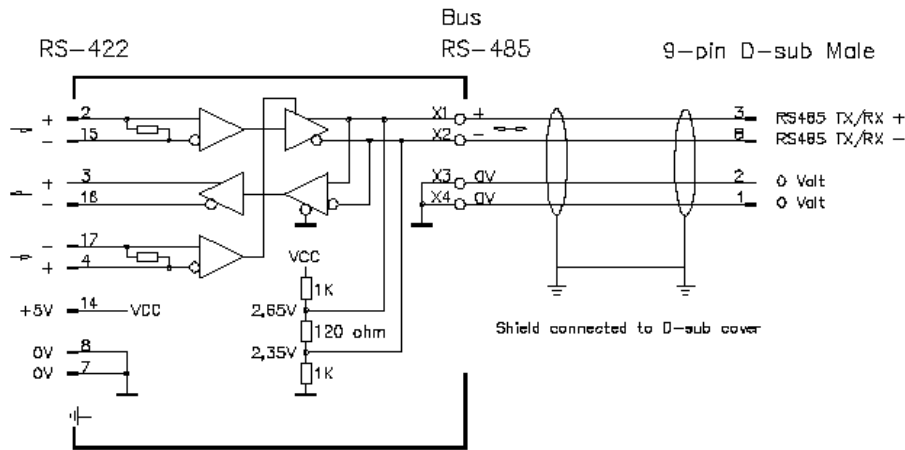 Bus
RS-422 RS-485 9-pin D-sub Male
+ 2 X1 + 3 RS485 TX/RX +
- 15 X2 - 8 RS485 TX/RX -
+ 3 X3 0V 2 0 Volt
- 16 X4 0V 1 0 Volt
- 17
+ 4 VCC
1K
+5V 14 VCC 2,65V
120 ohm Shield connected to D-sub cover
0V 8 2,35V
0V 7 1K